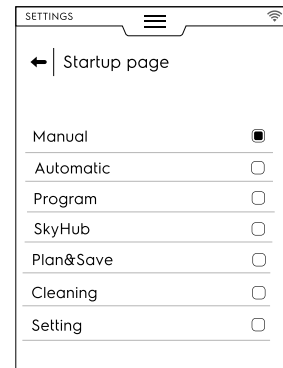 SETTINGS
Startup page
Manual
Automatic
Program
SkyHub
Plan&Save
Cleaning
Setting